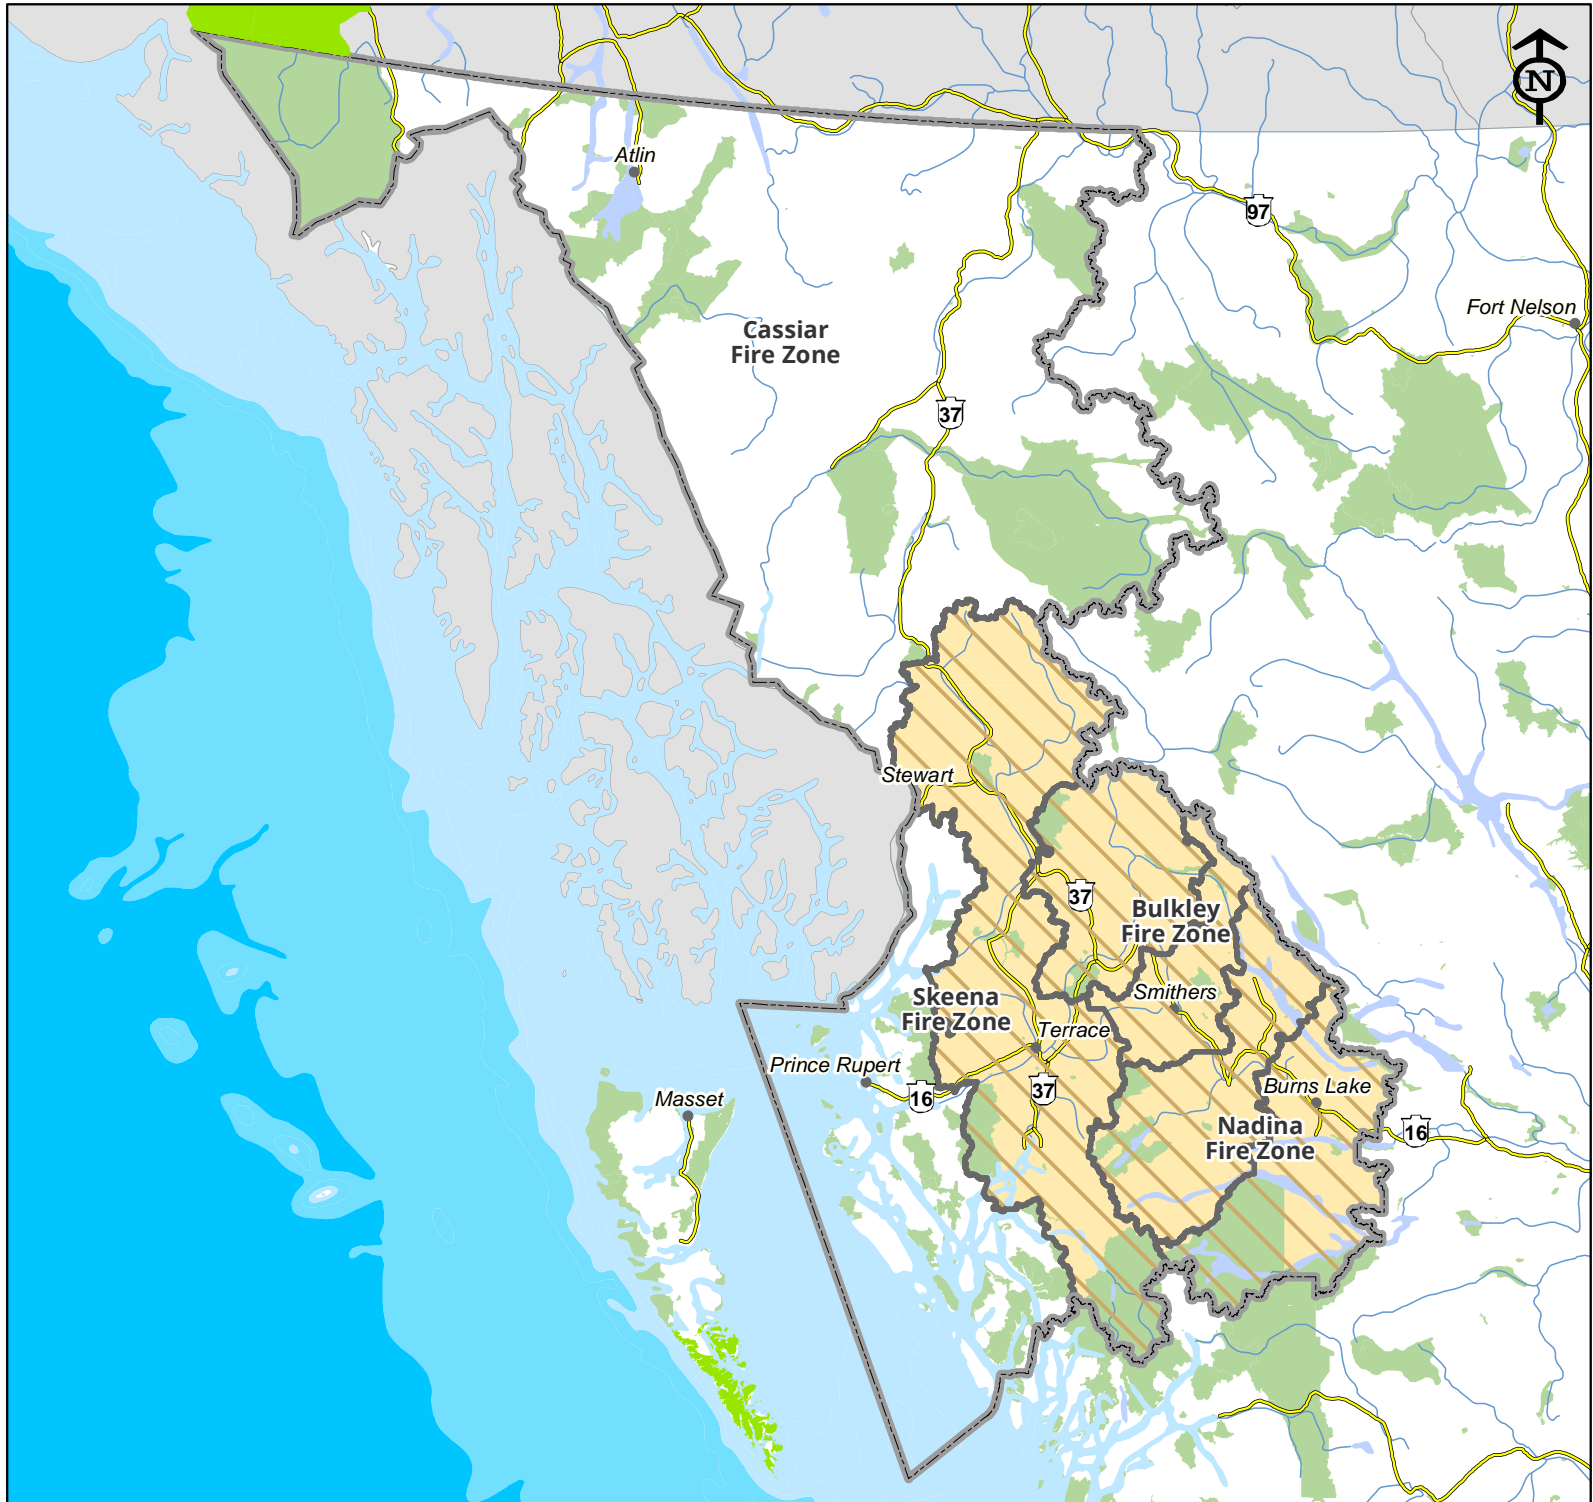 N
Atlin
97
Fort Nelson
Cassiar
Fire Zone
37
Stewart
37
Bulkley
Fire Zone
Skeena
Fire Zone
Smithers
Terrace
Prince Rupert
16
37
Burns Lake
Masset
Nadina
Fire Zone
16